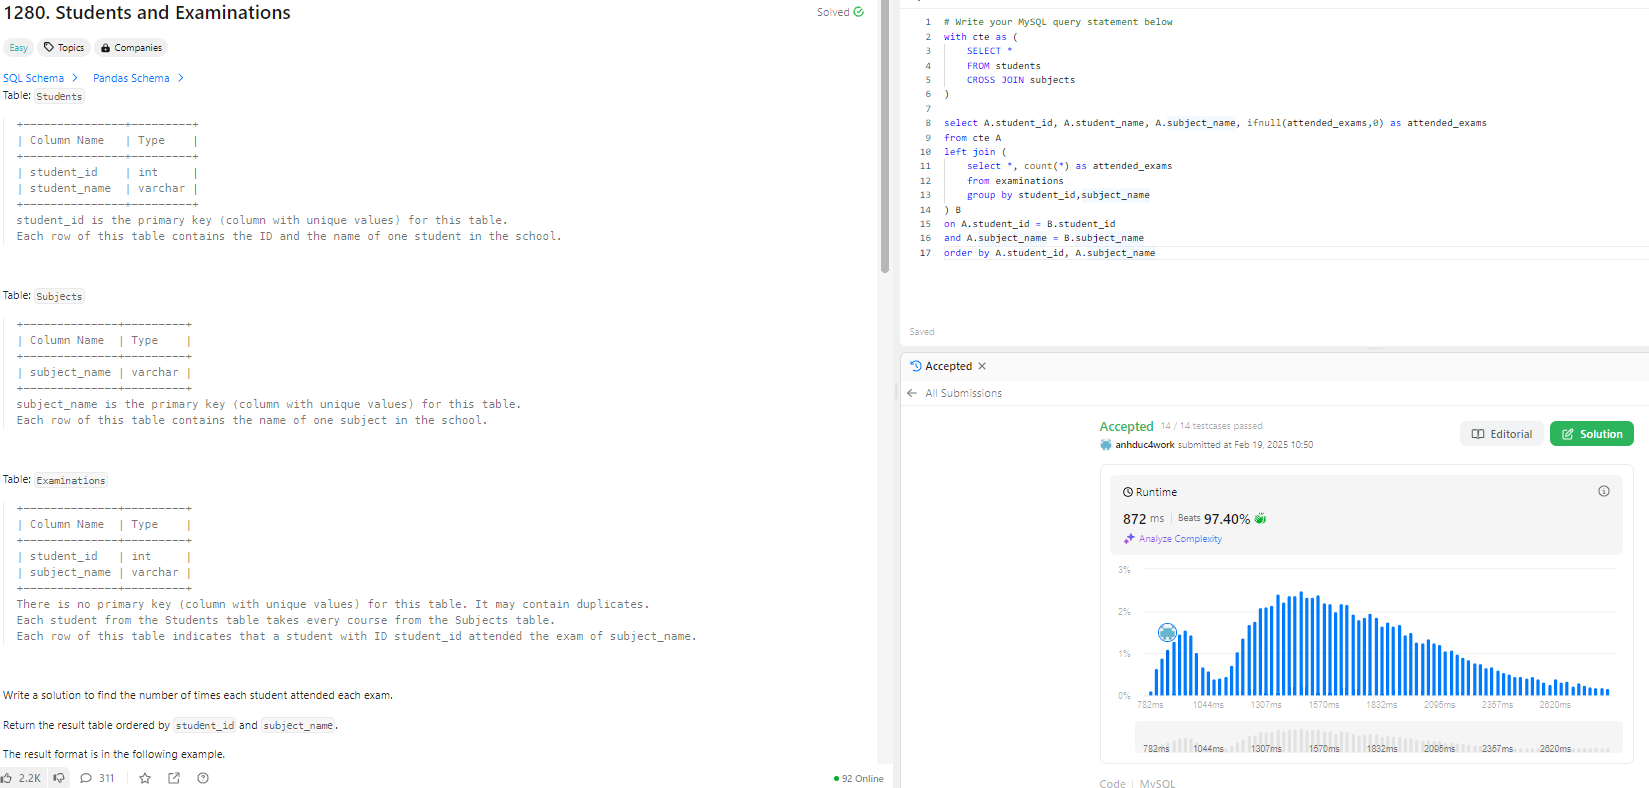 1280. Students and Examinations
Solved
Easy
Topics
Companies
SQL Schema >
Pandas Schema >
Table: Students
+---------------+---------+
| Column Name   | Type    |
+---------------+---------+
| student_id    | int     |
| student_name  | varchar |
+---------------+---------+
student_id is the primary key (column with unique values) for this table.
Each row of this table contains the ID and the name of one student in the school.
Table: Subjects
+--------------+---------+
| Column Name  | Type    |
+--------------+---------+
| subject_name | varchar |
+--------------+---------+
subject_name is the primary key (column with unique values) for this table.
Each row of this table contains the name of one subject in the school.
Table: Examinations
+--------------+---------+
| Column Name  | Type    |
+--------------+---------+
| student_id   | int     |
| subject_name | varchar |
+--------------+---------+
There is no primary key (column with unique values) for this table. It may contain duplicates.
Each student from the Students table takes every course from the Subjects table.
Each row of this table indicates that a student with ID student_id attended the exam of subject_name.
Write a solution to find the number of times each student attended each exam.
Return the result table ordered by student_id and subject_name.
The result format is in the following example.
2.2K
311
92 Online
1 # Write your MySQL query statement below
2 with cte as (
3     SELECT *
4     FROM students
5     CROSS JOIN subjects
6 )
7
8 select A.student_id, A.student_name, A.subject_name, ifnull(attended_exams,0) as attended_exams
9 from cte A
10 left join (
11     select *, count(*) as attended_exams
12     from examinations
13     group by student_id,subject_name
14 ) B
15 on A.student_id = B.student_id
16 and A.subject_name = B.subject_name
17 order by A.student_id, A.subject_name
Saved
Accepted ×
← All Submissions
Accepted 14 / 14 testcases passed
anhduc4work submitted at Feb 19, 2025 10:50
Editorial
Solution
Runtime
872 ms | Beats 97.40%
Analyze Complexity
3%
2%
1%
0%
782ms 1044ms 1307ms 1570ms 1832ms 2095ms 2357ms 2620ms
782ms 1044ms 1307ms 1570ms 1832ms 2095ms 2357ms 2620ms
Code | MySQL